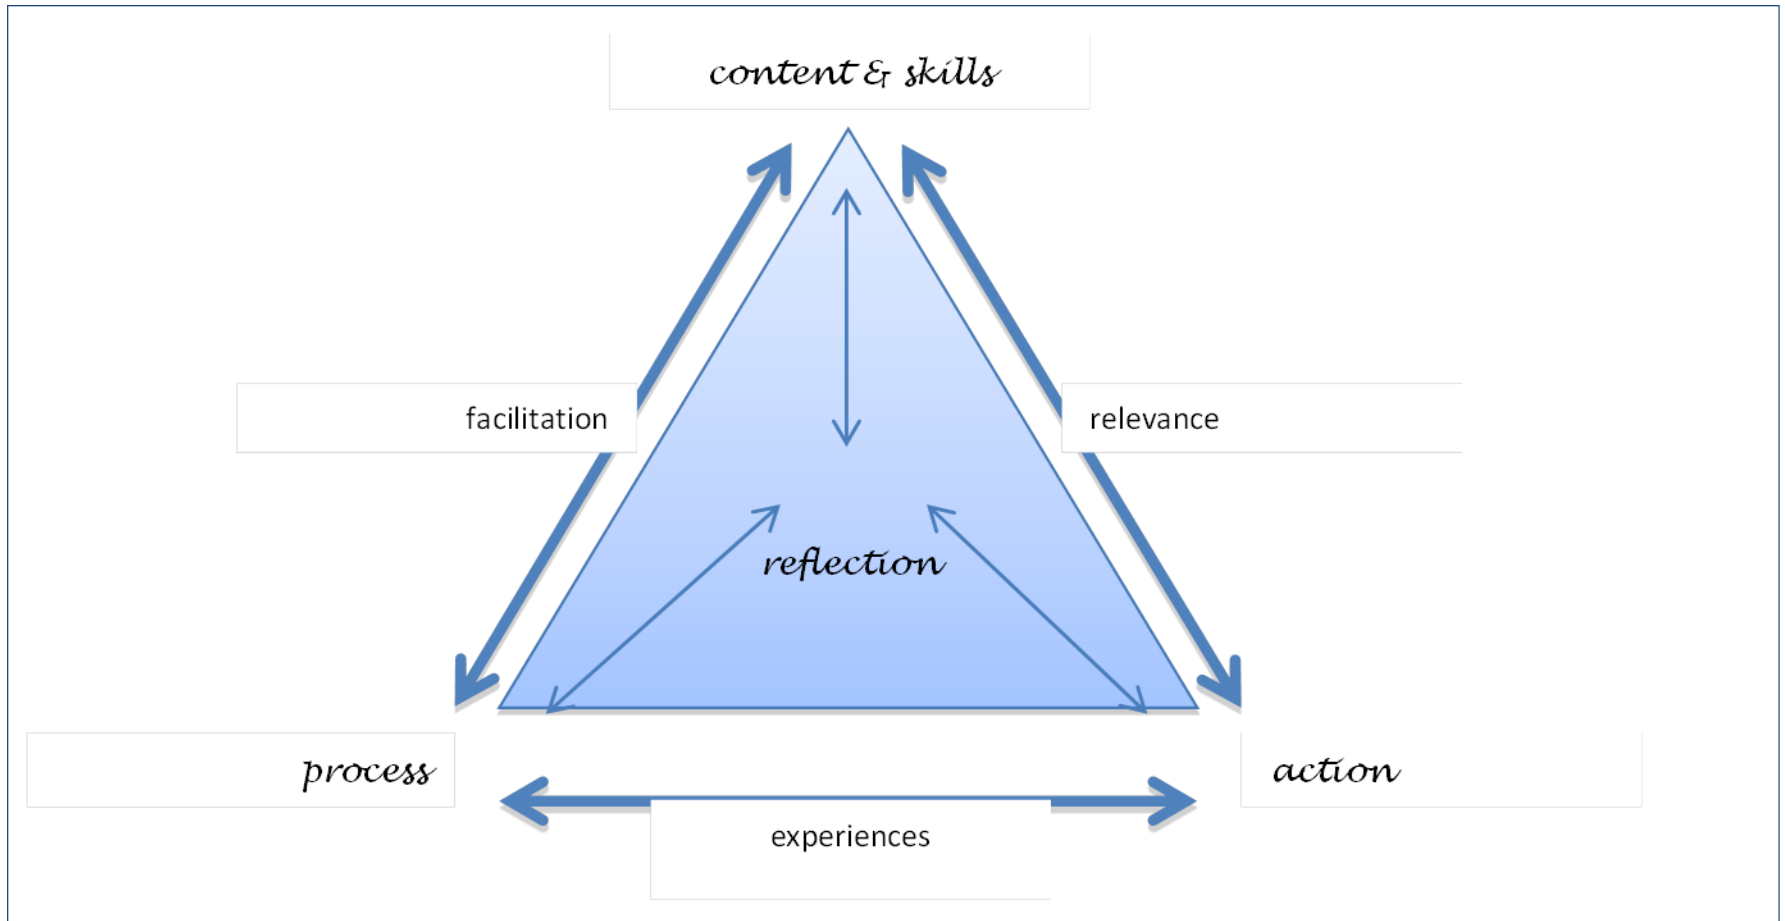 content & skills
facilitation
relevance
reflection
process
action
experiences